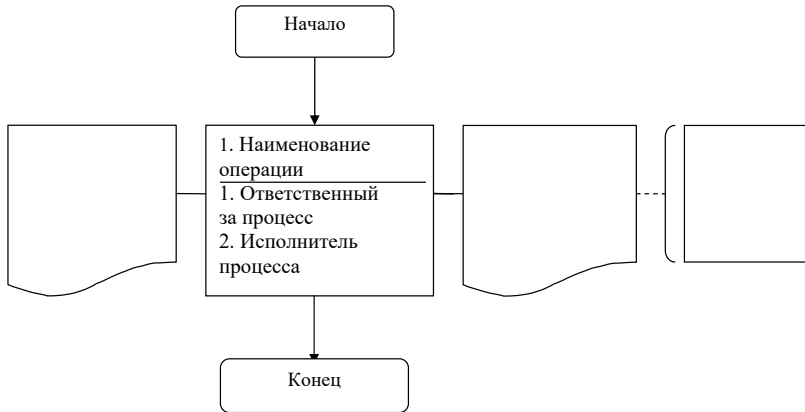 Начало
1. Наименование
операции
1. Ответственный
за процесс
2. Исполнитель
процесса
Конец